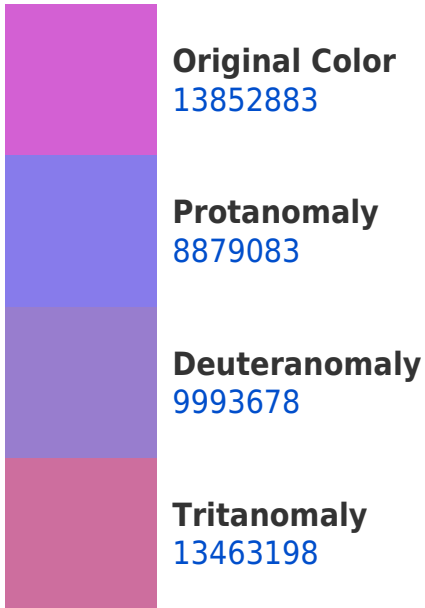 Original Color
13852883
Protanomaly
8879083
Deuteranomaly
9993678
Tritanomaly
13463198